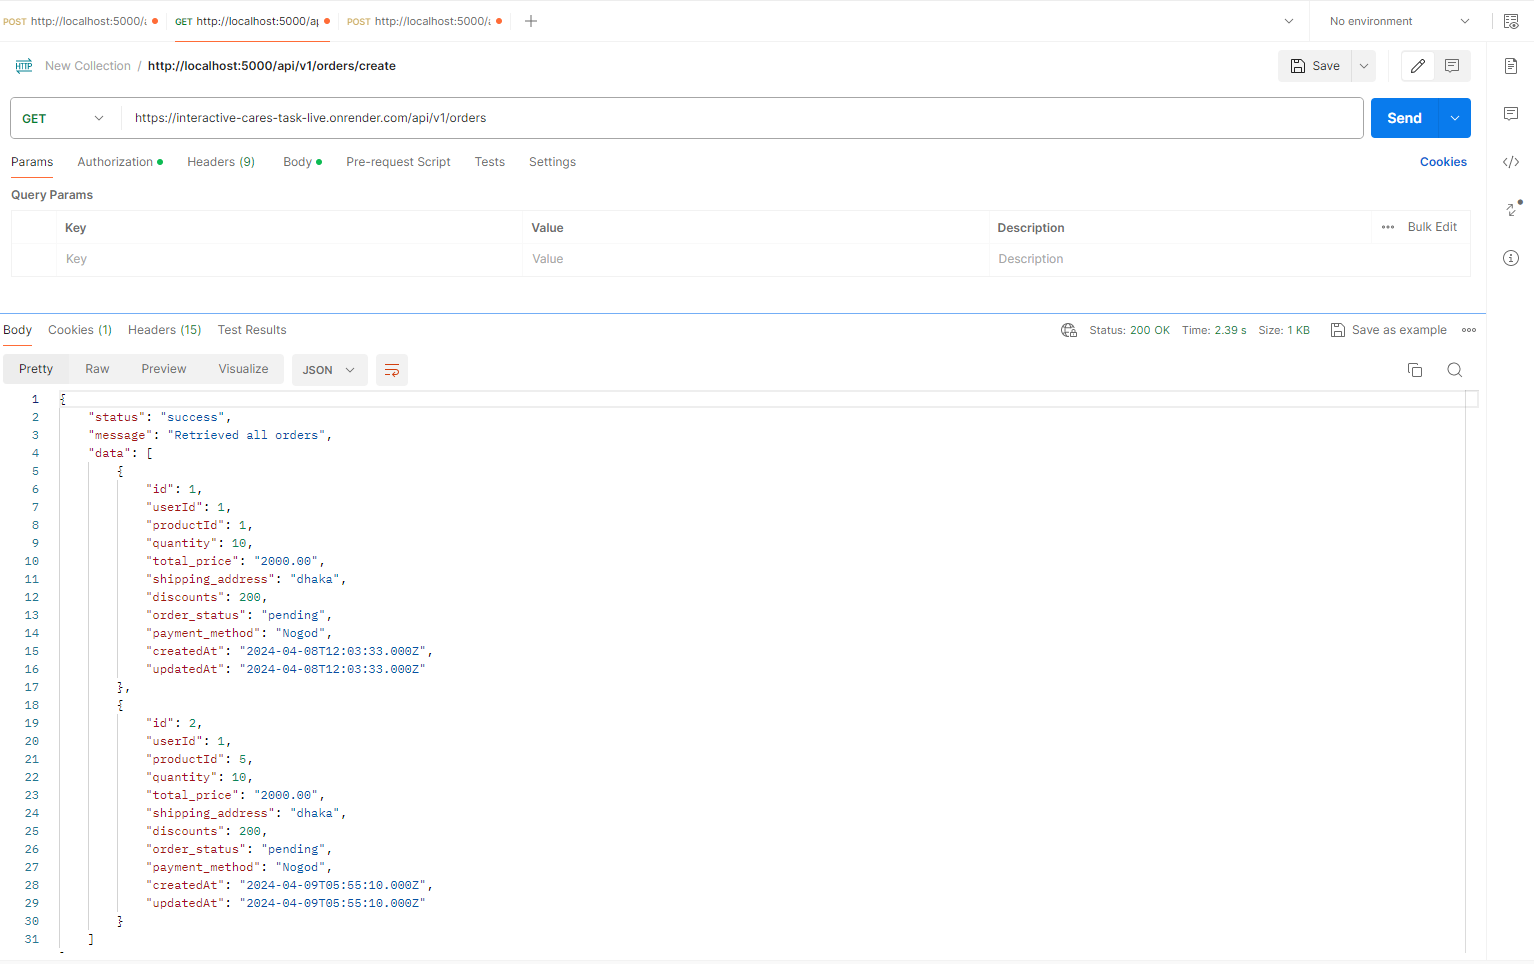 POST http://localhost:5000/a GET http://localhost:5000/ap POST http://localhost:5000/a No environment
New Collection / http://localhost:5000/api/v1/orders/create Save
GET https://interactive-cares-task-live.onrender.com/api/v1/orders Send
Params Authorization Headers (9) Body Pre-request Script Tests Settings Cookies
Query Params
Key Value Description Bulk Edit
Key Value Description
Body Cookies (1) Headers (15) Test Results Status: 200 OK Time: 2.39 s Size: 1 KB Save as example
Pretty Raw Preview Visualize JSON
1 {
2 "status": "success",
3 "message": "Retrieved all orders",
4 "data": [
5 {
6 "id": 1,
7 "userId": 1,
8 "productId": 1,
9 "quantity": 10,
10 "total_price": "2000.00",
11 "shipping_address": "dhaka",
12 "discounts": 200,
13 "order_status": "pending",
14 "payment_method": "Nogod",
15 "createdAt": "2024-04-08T12:03:33.000Z",
16 "updatedAt": "2024-04-08T12:03:33.000Z"
17 },
18 {
19 "id": 2,
20 "userId": 1,
21 "productId": 5,
22 "quantity": 10,
23 "total_price": "2000.00",
24 "shipping_address": "dhaka",
25 "discounts": 200,
26 "order_status": "pending",
27 "payment_method": "Nogod",
28 "createdAt": "2024-04-09T05:55:10.000Z",
29 "updatedAt": "2024-04-09T05:55:10.000Z"
30 }
31 ]